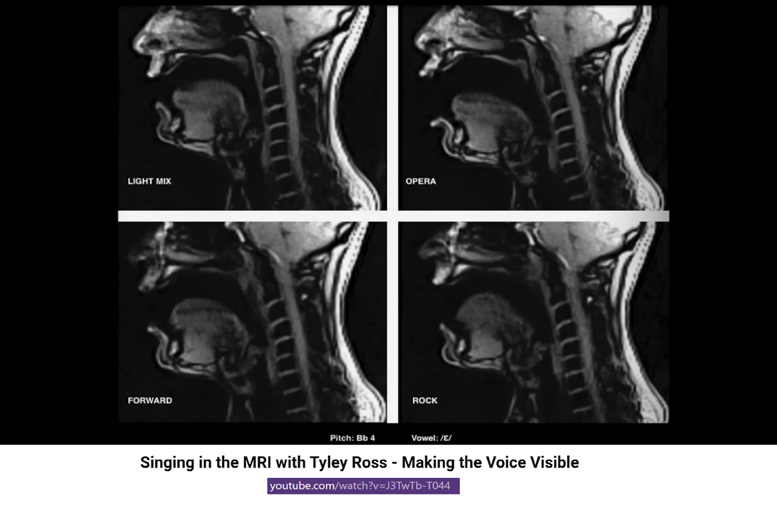 LIGHT MIX
OPERA
FORWARD
ROCK
Pitch: Bb 4 Vowel: /Ɛ/
Singing in the MRI with Tyley Ross - Making the Voice Visible
youtube.com/watch?v=J3TwTb-T044